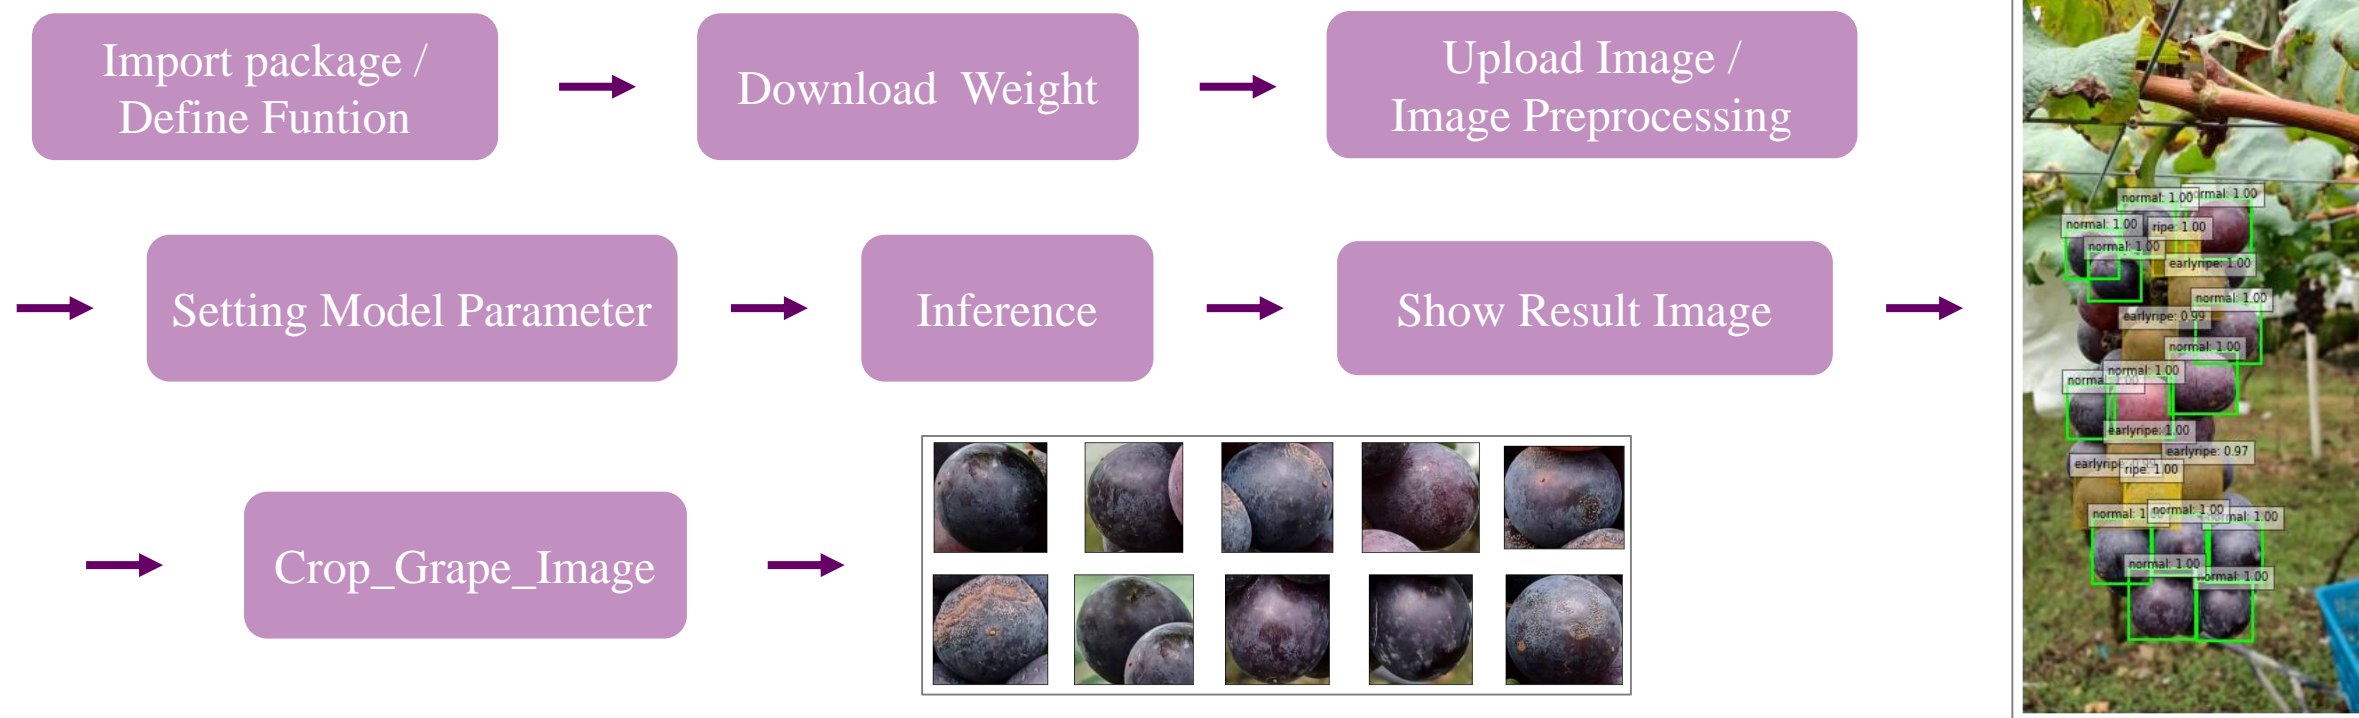 Import package /
Define Funtion
Download Weight
Upload Image /
Image Preprocessing
Setting Model Parameter
Inference
Show Result Image
Crop_Grape_Image
normal: 1.00
normal: 1.00
normal: 1.00
ripe: 1.00
normal: 1.00
earlyripe: 1.00
normal: 1.00
earlyripe: 0.99
normal: 1.00
normal: 1.00
earlyripe: 1.00
earlyripe: 0.97
ripe: 1.00
normal: 1.00
normal: 1.00
normal: 1.00